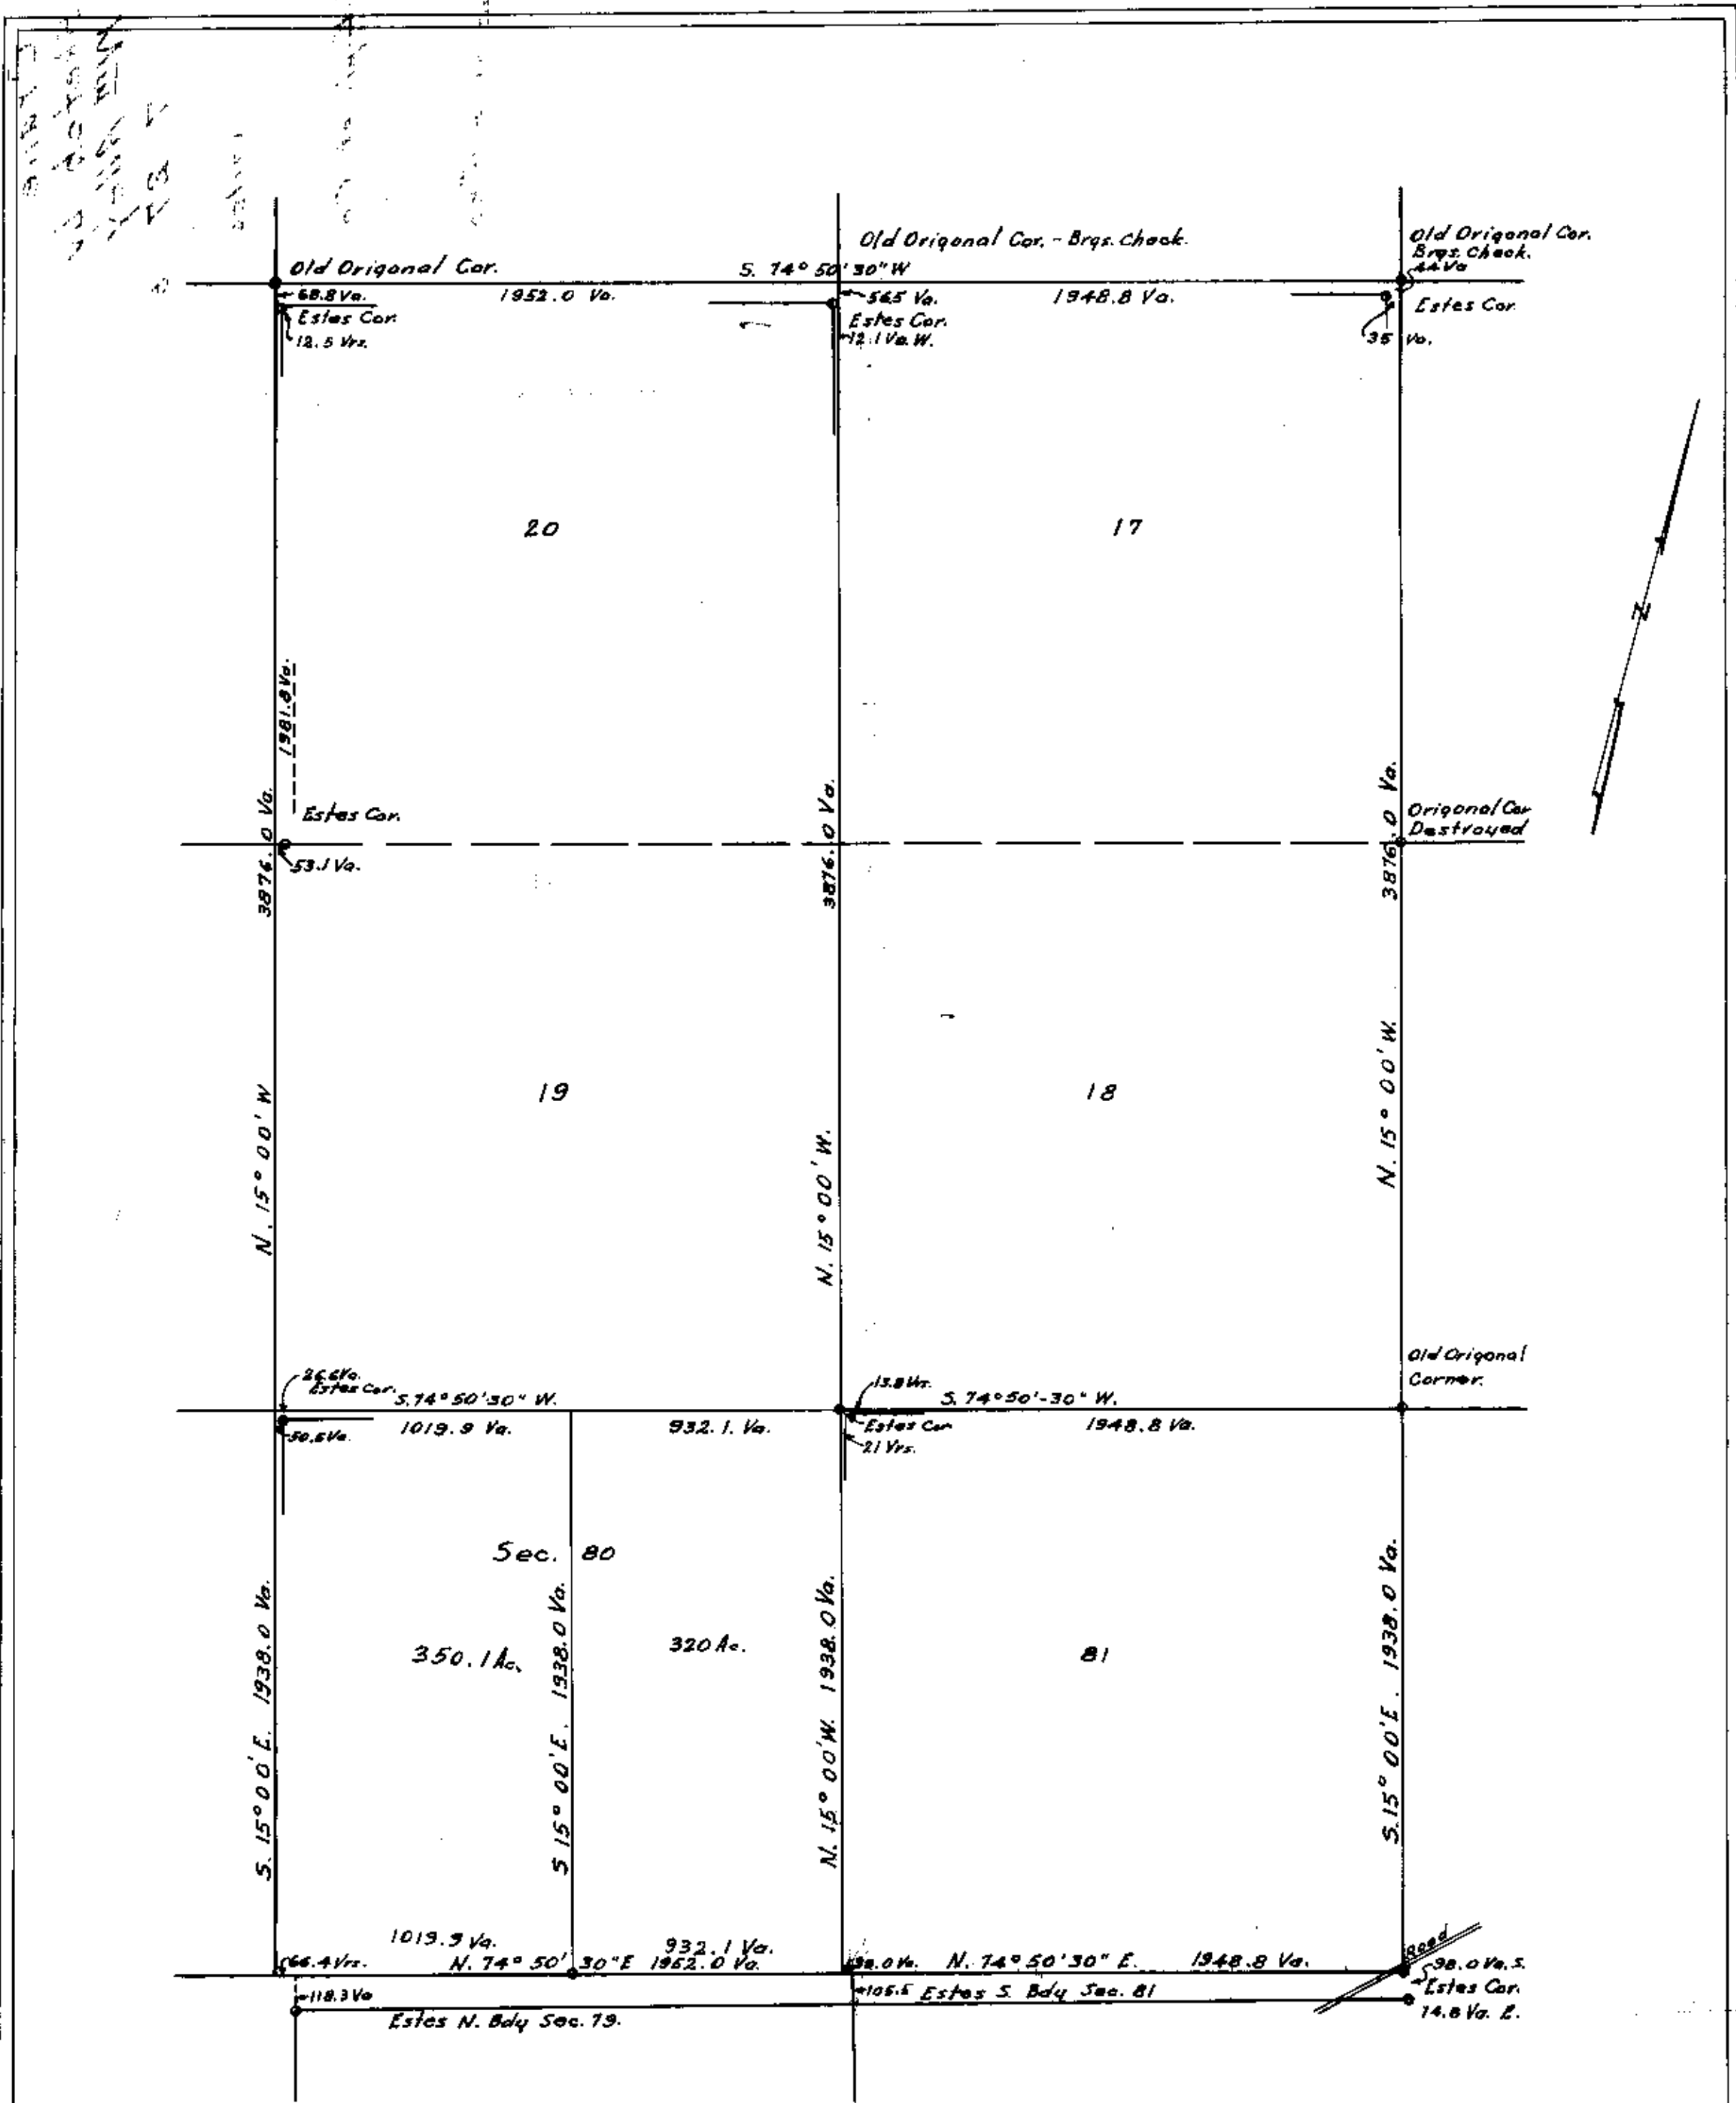 Old Origonal Cor. - Brgs. Check.
Old Origonal Cor.
Brgs. Check.
44 Va
Old Origonal Cor.
S. 74° 50' 30" W
68.8 Va.
1952.0 Va.
56.5 Va.
1948.8 Va.
Estes Cor.
Estes Cor.
Estes Cor.
12.5 Vrs.
12.1 Va. W.
35 Va.
20
17
N
1981.8 Va.
Estes Cor.
Origonal Cor
Destroyed
53.1 Va.
3876.0 Va.
3876.0 Va.
3876.0 Va.
19
18
N. 15° 00' W
N. 15° 00' W.
N. 15° 00' W.
Old Origonal
Corner.
26.6 Va.
Estes Cor.
S. 74° 50' 30" W.
13.8 Vrs.
S. 74° 50'-30" W.
50.5 Va.
1019.9 Va.
932.1. Va.
Estes Cor.
1948.8 Va.
21 Vrs.
Sec. 80
350.1 Ac.
320 Ac.
81
S. 15° 00' E. 1938.0 Va.
S 15° 00' E. 1938.0 Va.
N. 15° 00' W. 1938.0 Va.
S. 15° 00' E. 1938.0 Va.
1019.9 Va.
932.1 Va.
Road
66.4 Vrs.
N. 74° 50' 30" E 1952.0 Va.
N. 74° 50' 30" E. 1948.8 Va.
98.0 Va. S.
118.3 Va
105.5 Estes S. Bdy Sec. 81
Estes Cor.
Estes N. Bdy Sec. 79.
14.8 Va. E.